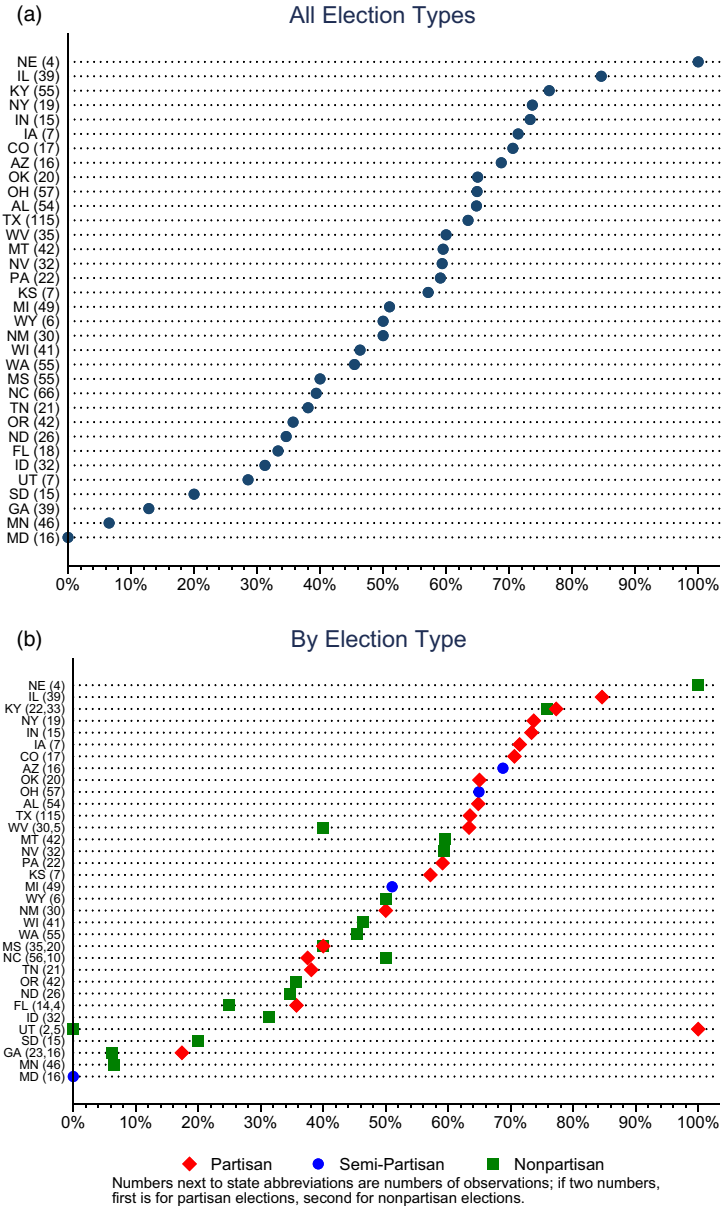 (a)
All Election Types
NE (4)
IL (39)
KY (55)
NY (19)
IN (15)
IA (7)
CO (17)
AZ (16)
OK (20)
OH (57)
AL (54)
TX (115)
WV (35)
MT (42)
NV (32)
PA (22)
KS (7)
MI (49)
WY (6)
NM (30)
WI (41)
WA (55)
MS (55)
NC (66)
TN (21)
OR (42)
ND (26)
FL (18)
ID (32)
UT (7)
SD (15)
GA (39)
MN (46)
MD (16)
0% 10% 20% 30% 40% 50% 60% 70% 80% 90% 100%
(b)
By Election Type
NE (4)
IL (39)
KY (22,33)
NY (19)
IN (15)
IA (7)
CO (17)
AZ (16)
OK (20)
OH (57)
AL (54)
TX (115)
WV (30,5)
MT (42)
NV (32)
PA (22)
KS (7)
MI (49)
WY (6)
NM (30)
WI (41)
WA (55)
MS (35,20)
NC (56,10)
TN (21)
OR (42)
ND (26)
FL (14,4)
ID (32)
UT (2,5)
SD (15)
GA (23,16)
MN (46)
MD (16)
0% 10% 20% 30% 40% 50% 60% 70% 80% 90% 100%
Partisan Semi-Partisan Nonpartisan
Numbers next to state abbreviations are numbers of observations; if two numbers,
first is for partisan elections, second for nonpartisan elections.